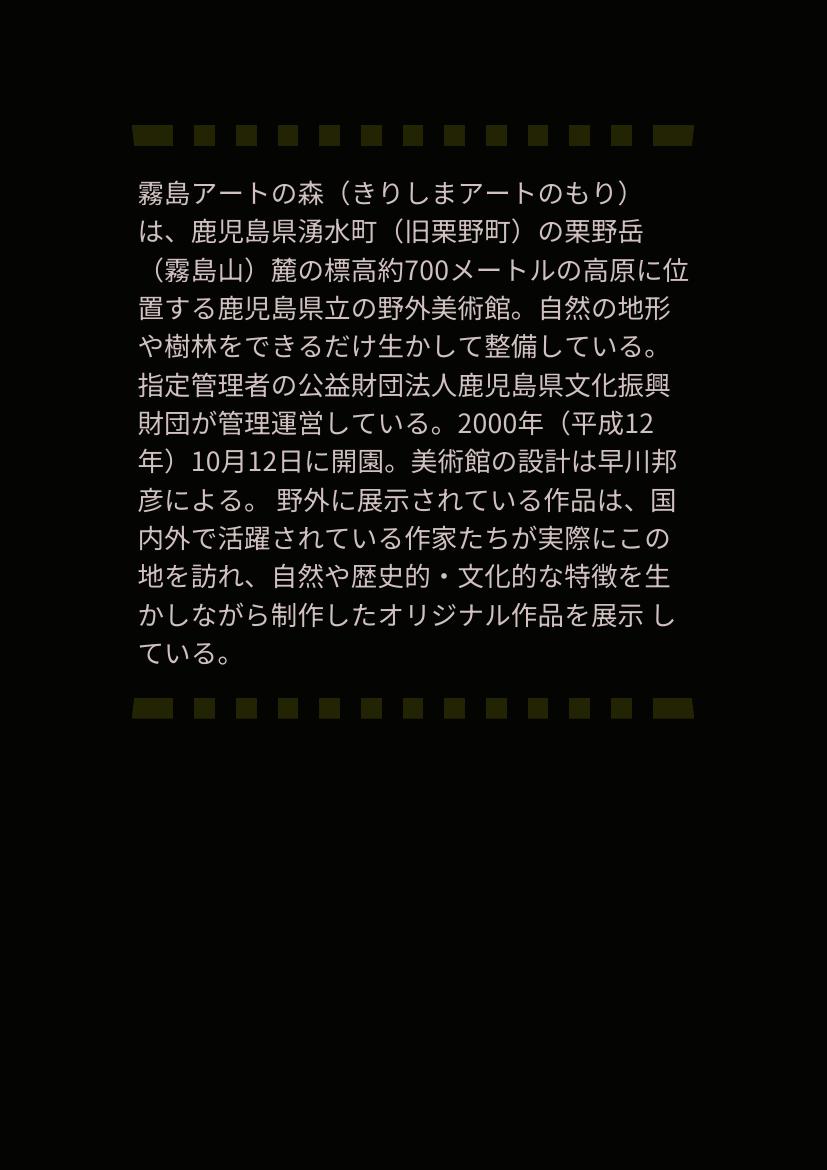 霧島アートの森（きりしまアートのもり）
は、鹿児島県湧水町（旧栗野町）の栗野岳
（霧島山）麓の標高約700メートルの高原に位
置する鹿児島県立の野外美術館。自然の地形
や樹林をできるだけ生かして整備している。
指定管理者の公益財団法人鹿児島県文化振興
財団が管理運営している。2000年（平成12
年）10月12日に開園。美術館の設計は早川邦
彦による。 野外に展示されている作品は、国
内外で活躍されている作家たちが実際にこの
地を訪れ、自然や歴史的・文化的な特徴を生
かしながら制作したオリジナル作品を展示 し
ている。